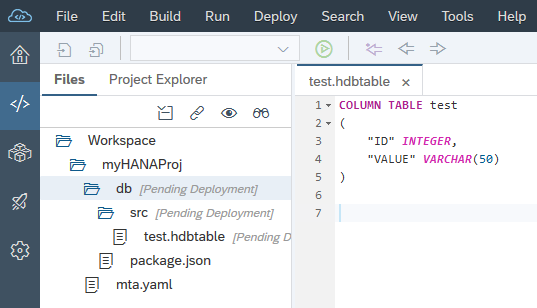 File Edit Build Run Deploy Search View Tools Help
Files Project Explorer
Workspace
myHANAProj
db [Pending Deployment]
src [Pending Deployment]
test.hdbtable [Pending D
package.json
mta.yaml
test.hdbtable ×
1 COLUMN TABLE test
2 (
3 "ID" INTEGER,
4 "VALUE" VARCHAR(50)
5 )
6
7